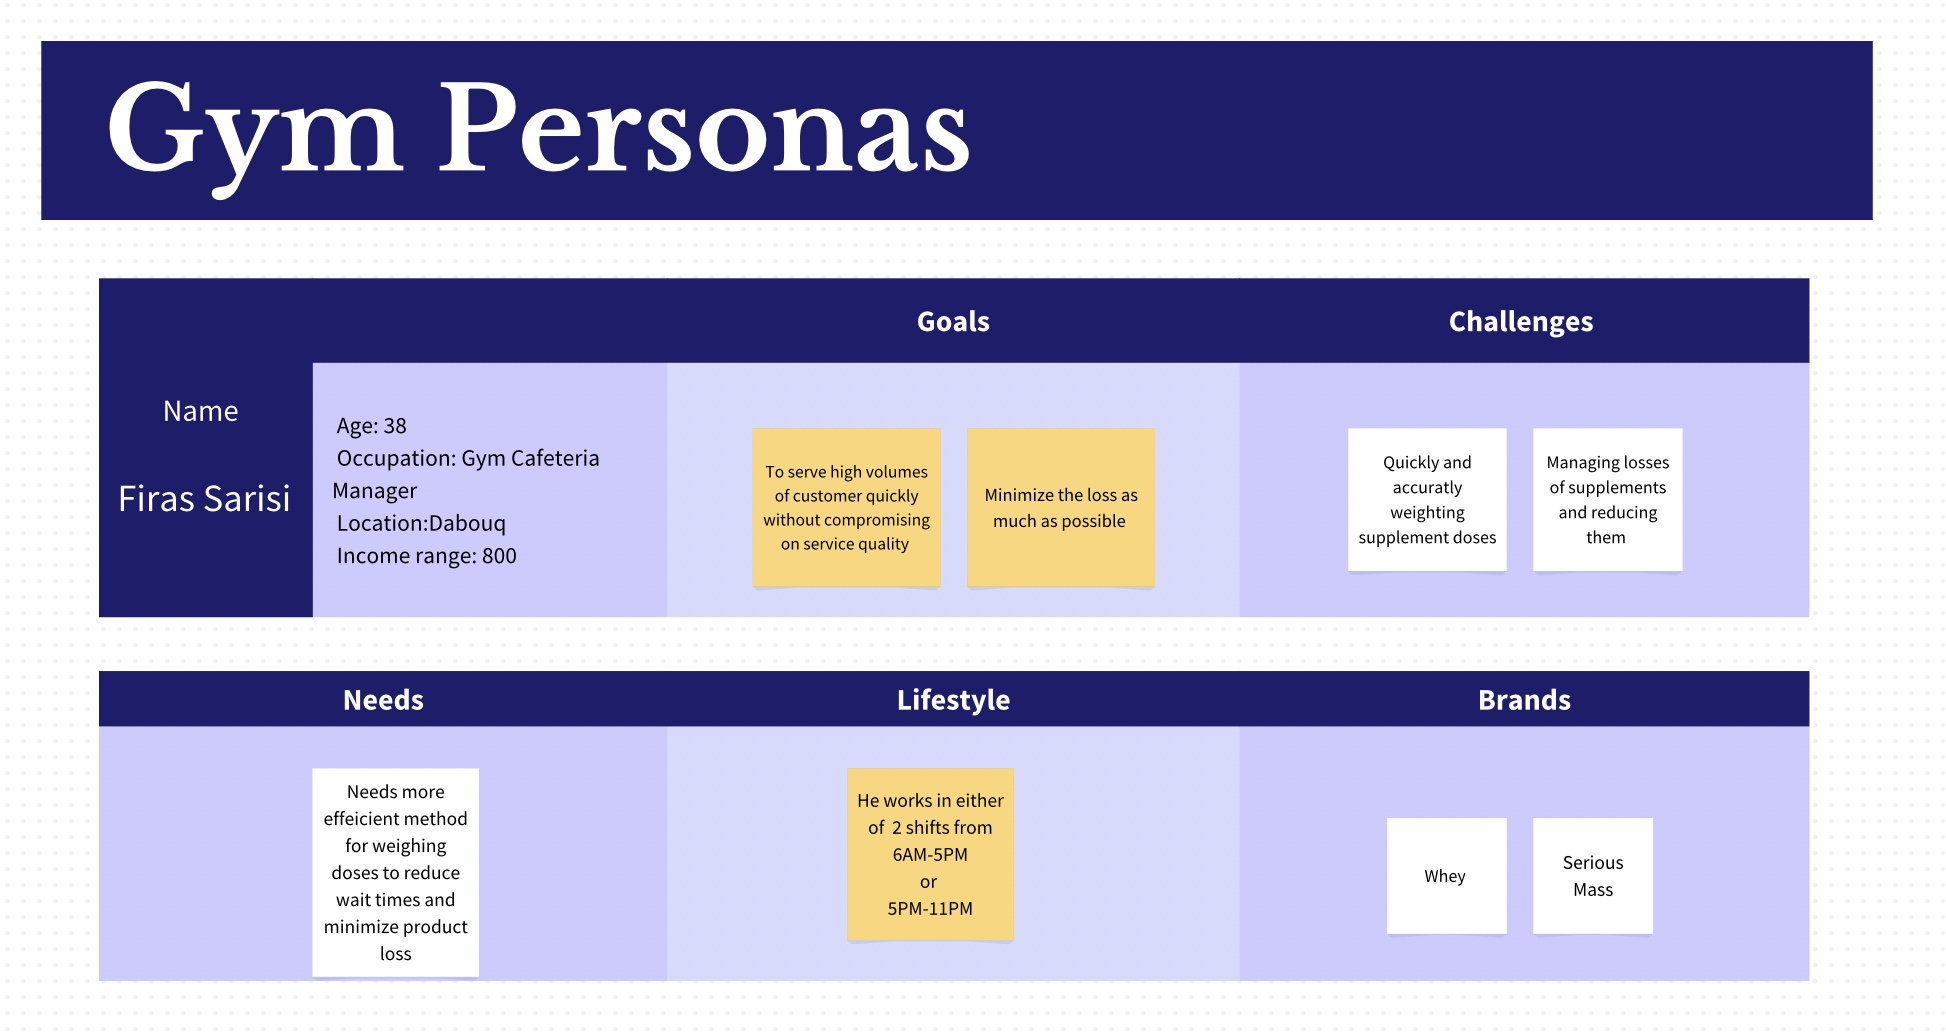 Gym Personas
Goals
Challenges
Name
Firas Sarisi
Age: 38
Occupation: Gym Cafeteria
Manager
Location:Dabouq
Income range: 800
To serve high volumes
of customer quickly
without compromising
on service quality
Minimize the loss as
much as possible
Quickly and
accuratly
weighting
supplement doses
Managing losses
of supplements
and reducing
them
Needs
Lifestyle
Brands
Needs more
effeicient method
for weighing
doses to reduce
wait times and
minimize product
loss
He works in either
of 2 shifts from
6AM-5PM
or
5PM-11PM
Whey
Serious
Mass